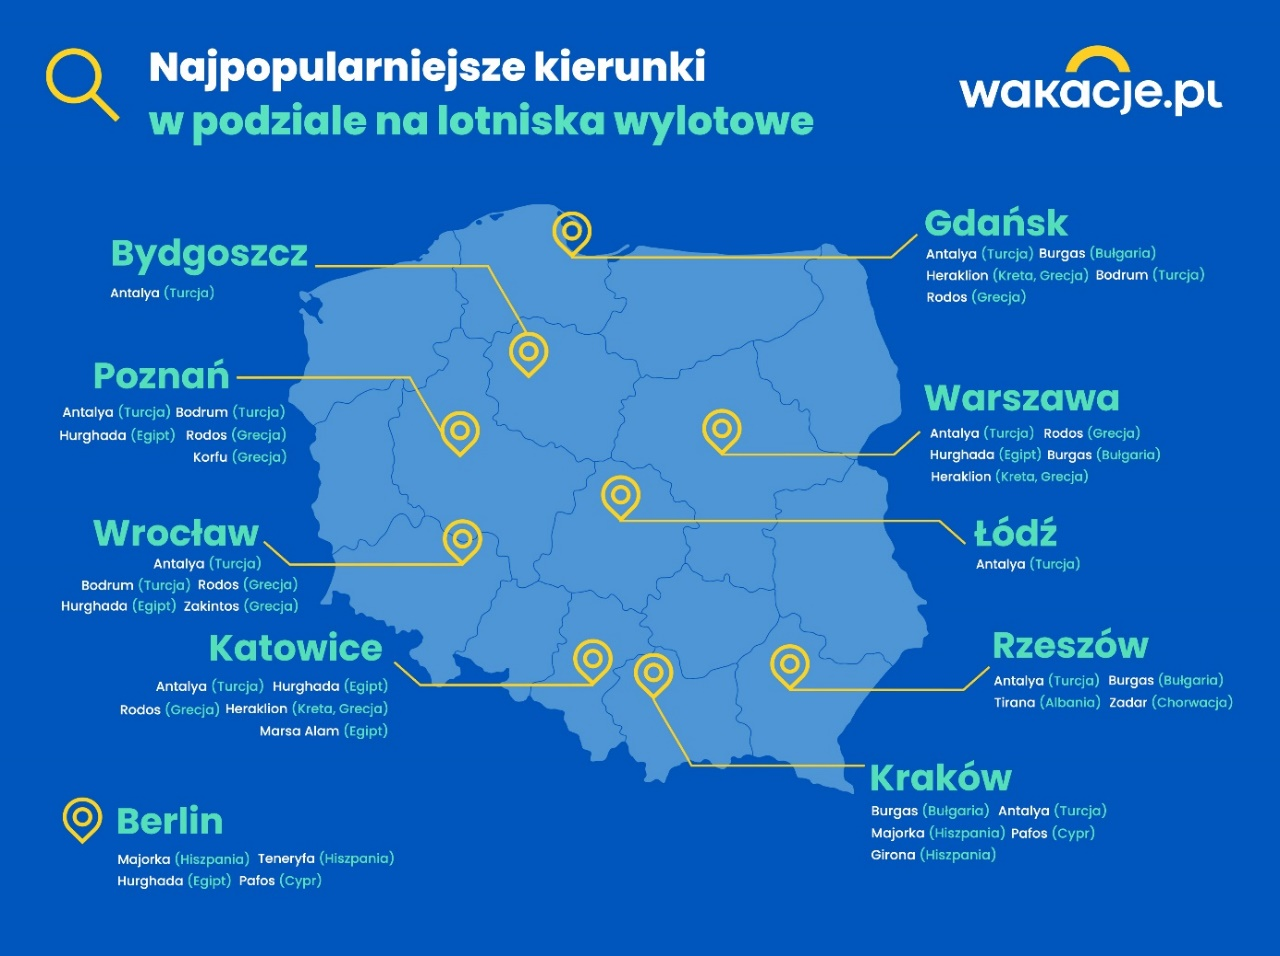 Najpopularniejsze kierunki
w podziale na lotniska wylotowe
wakacje.pl
Bydgoszcz
Antalya (Turcja)
Poznań
Antalya (Turcja) Bodrum (Turcja)
Hurghada (Egipt) Rodos (Grecja)
Korfu (Grecja)
Wrocław
Antalya (Turcja)
Bodrum (Turcja) Rodos (Grecja)
Hurghada (Egipt) Zakintos (Grecja)
Katowice
Antalya (Turcja) Hurghada (Egipt)
Rodos (Grecja) Heraklion (Kreta, Grecja)
Marsa Alam (Egipt)
Berlin
Majorka (Hiszpania) Teneryfa (Hiszpania)
Hurghada (Egipt) Pafos (Cypr)
Gdańsk
Antalya (Turcja) Burgas (Bułgaria)
Heraklion (Kreta, Grecja) Bodrum (Turcja)
Rodos (Grecja)
Warszawa
Antalya (Turcja) Rodos (Grecja)
Hurghada (Egipt) Burgas (Bułgaria)
Heraklion (Kreta, Grecja)
Łódź
Antalya (Turcja)
Rzeszów
Antalya (Turcja) Burgas (Bułgaria)
Tirana (Albania) Zadar (Chorwacja)
Kraków
Burgas (Bułgaria) Antalya (Turcja)
Majorka (Hiszpania) Pafos (Cypr)
Girona (Hiszpania)